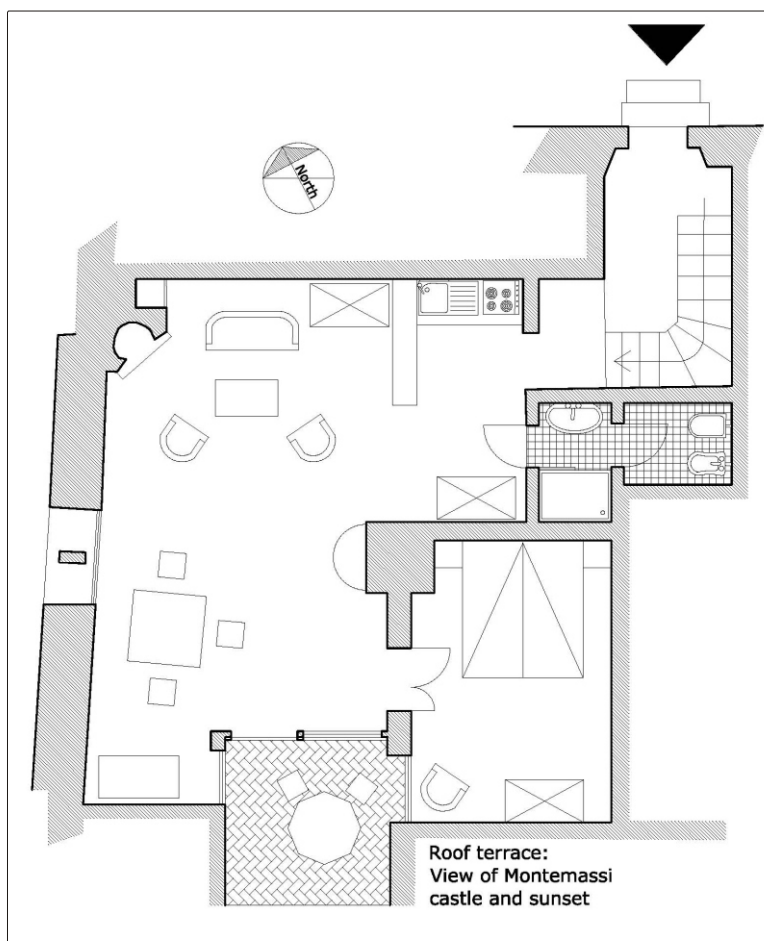 North
Roof terrace:
View of Montemassi
castle and sunset